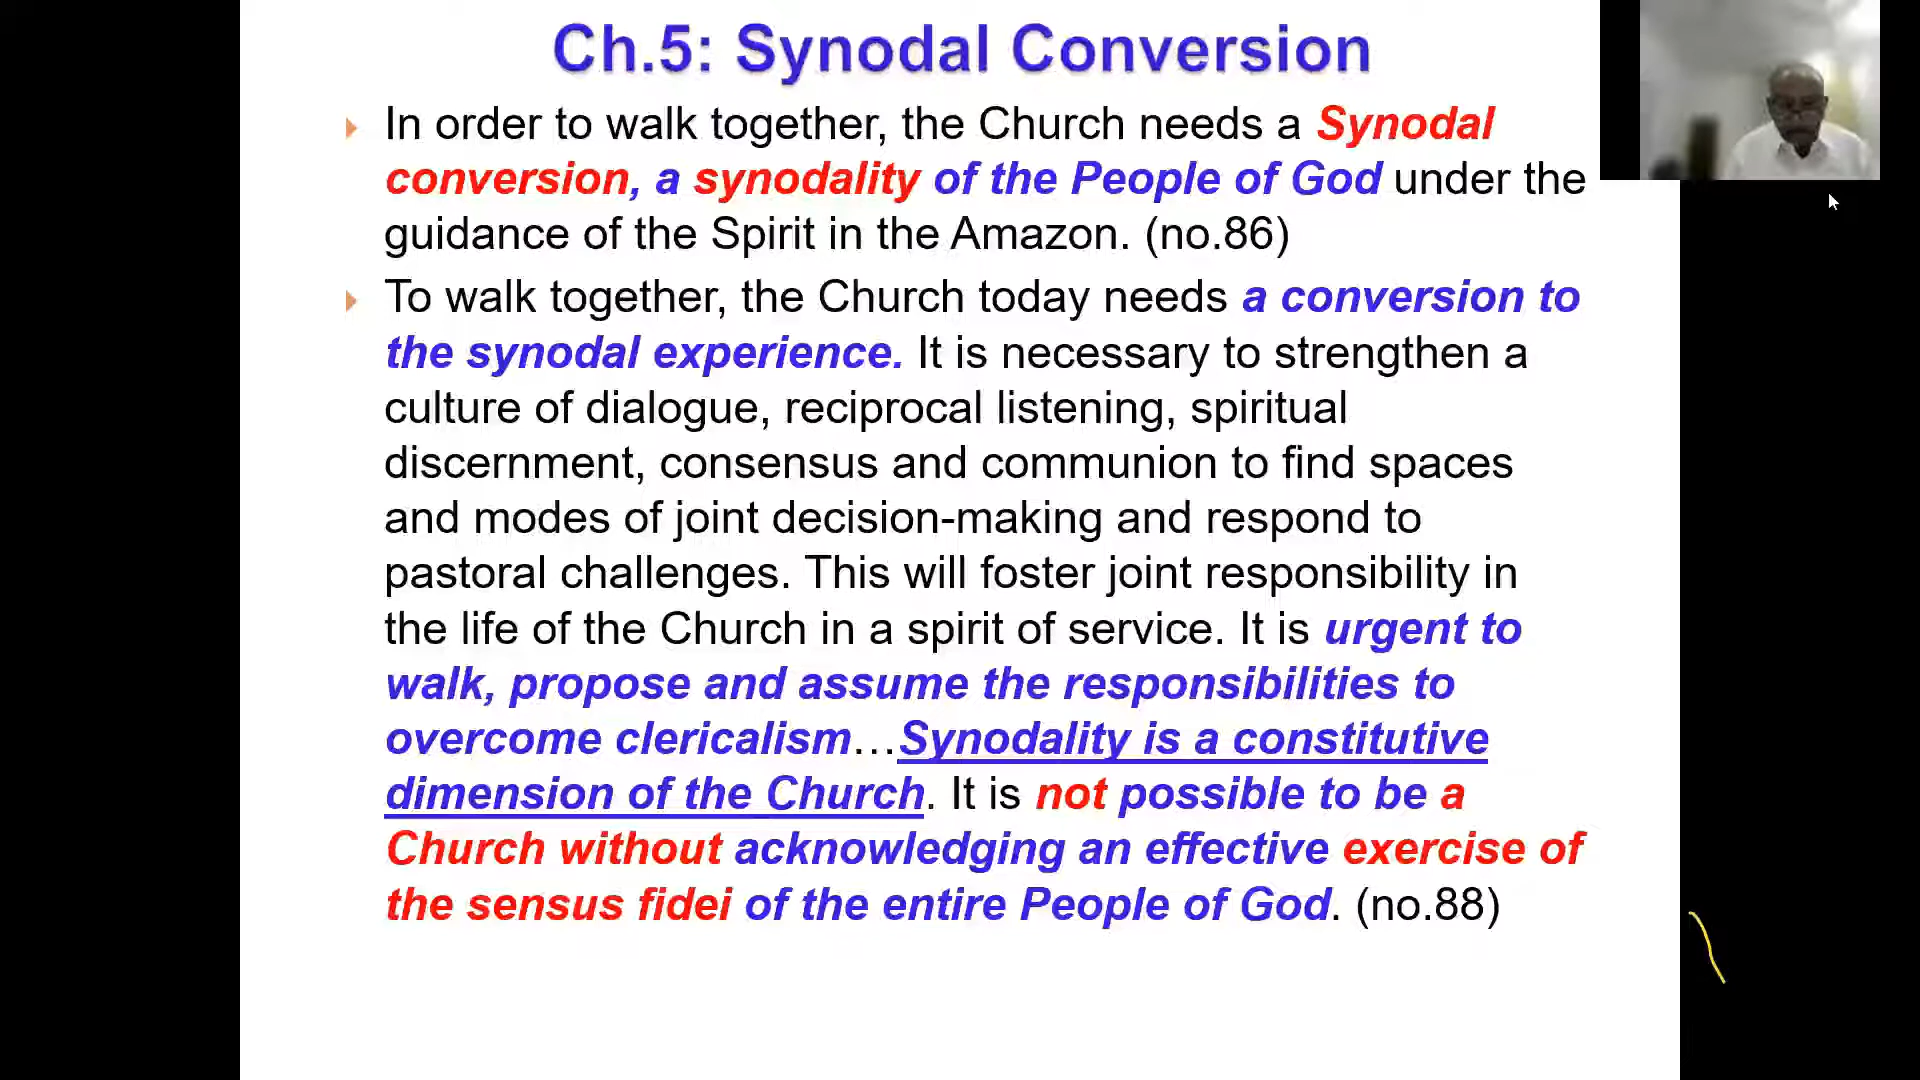 Ch.5: Synodal Conversion
In order to walk together, the Church needs a Synodal
conversion, a synodality of the People of God under the
guidance of the Spirit in the Amazon. (no.86)
To walk together, the Church today needs a conversion to
the synodal experience. It is necessary to strengthen a
culture of dialogue, reciprocal listening, spiritual
discernment, consensus and communion to find spaces
and modes of joint decision-making and respond to
pastoral challenges. This will foster joint responsibility in
the life of the Church in a spirit of service. It is urgent to
walk, propose and assume the responsibilities to
overcome clericalism…Synodality is a constitutive
dimension of the Church. It is not possible to be a
Church without acknowledging an effective exercise of
the sensus fidei of the entire People of God. (no.88)